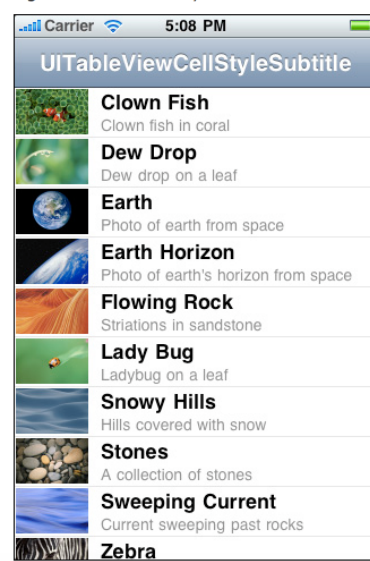 Carrier 5:08 PM
UITableViewCellStyleSubtitle
Clown Fish
Clown fish in coral
Dew Drop
Dew drop on a leaf
Earth
Photo of earth from space
Earth Horizon
Photo of earth's horizon from space
Flowing Rock
Striations in sandstone
Lady Bug
Ladybug on a leaf
Snowy Hills
Hills covered with snow
Stones
A collection of stones
Sweeping Current
Current sweeping past rocks
Zebra